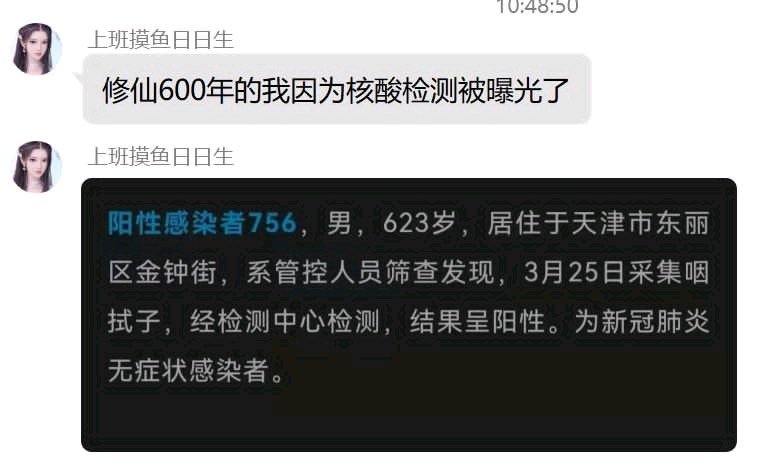 10:48:50
上班摸鱼日日生
修仙600年的我因为核酸检测被曝光了
上班摸鱼日日生
阳性感染者756，男，623岁，居住于天津市东丽
区金钟街，系管控人员筛查发现，3月25日采集咽
拭子，经检测中心检测，结果呈阳性。为新冠肺炎
无症状感染者。